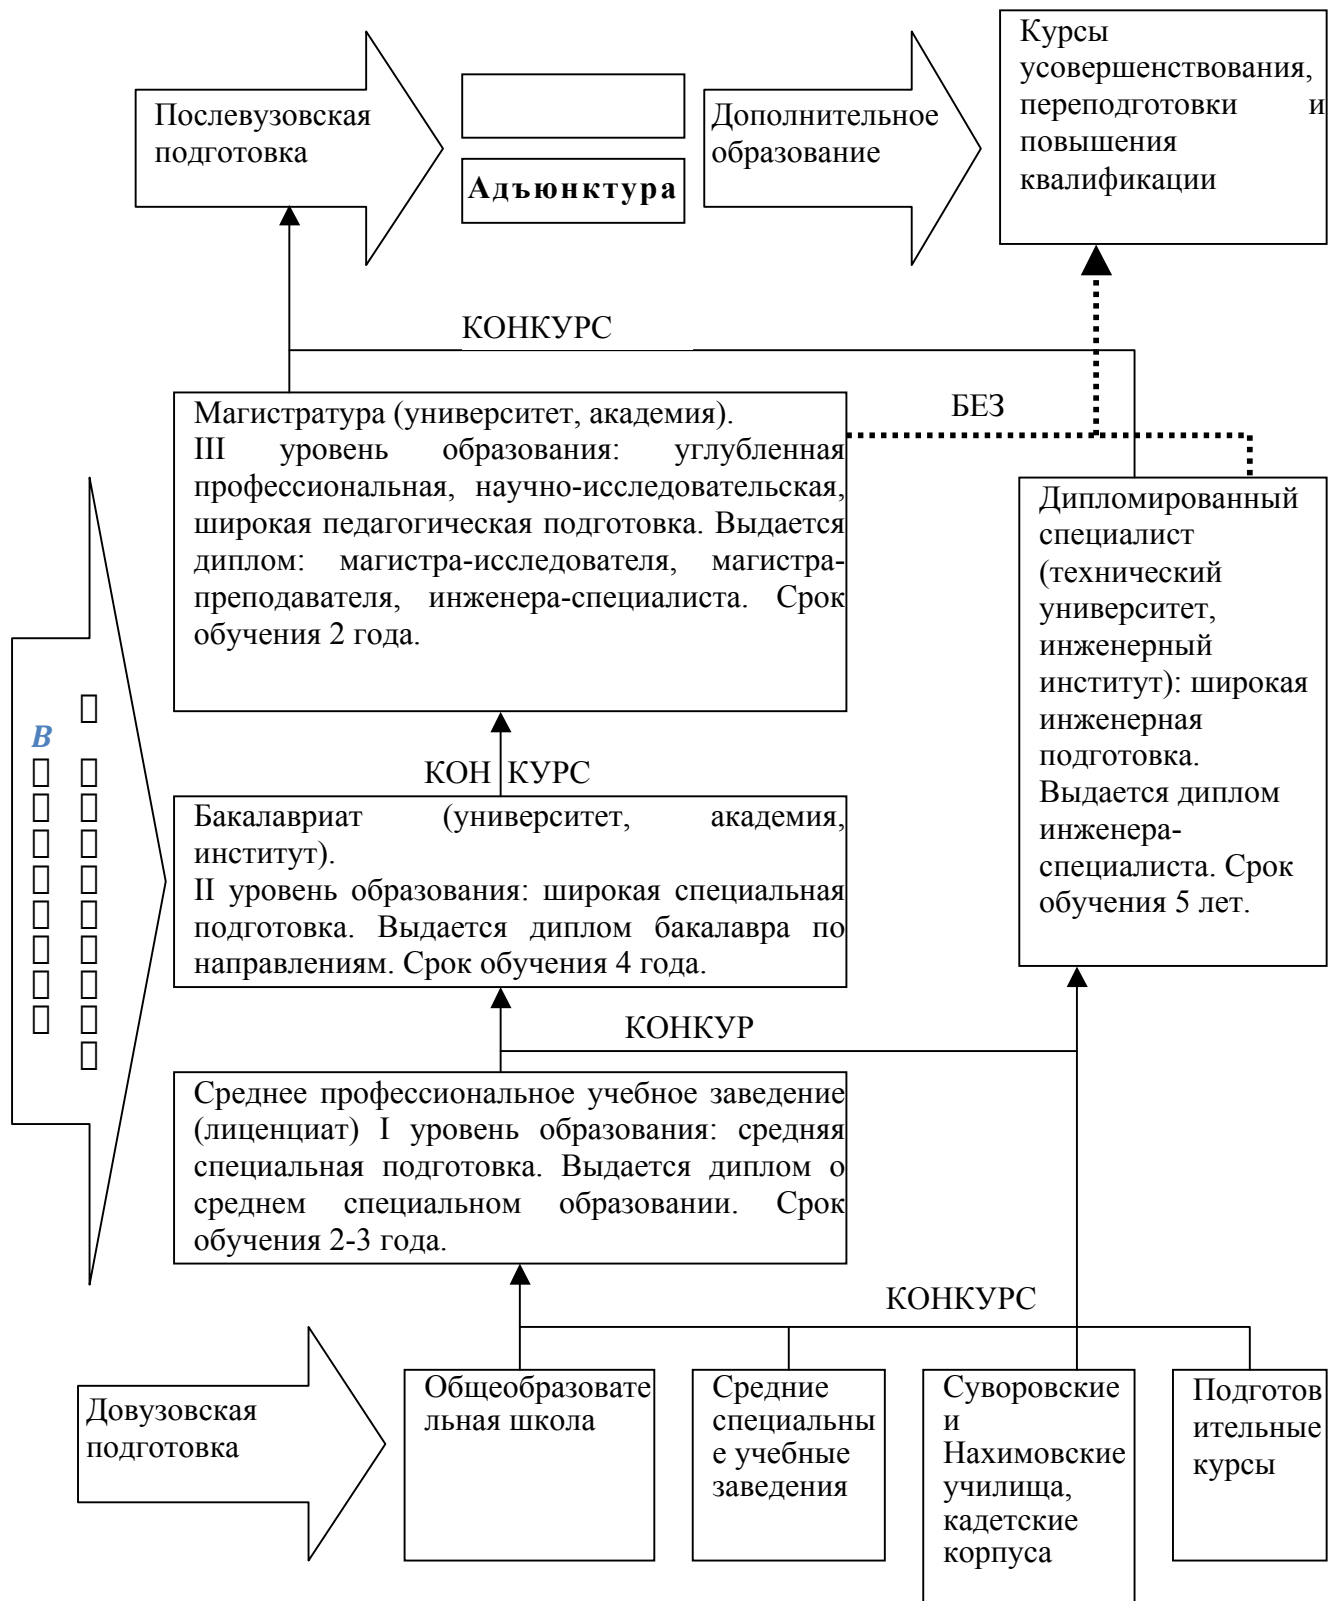 Курсы
усовершенствования,
переподготовки и
повышения
квалификации
Послевузовская
подготовка
Адъюнктура
Дополнительное
образование
КОНКУРС
БЕЗ
Магистратура (университет, академия).
III уровень образования: углубленная
профессиональная, научно-исследовательская,
широкая педагогическая подготовка. Выдается
диплом: магистра-исследователя, магистра-
преподавателя, инженера-специалиста. Срок
обучения 2 года.
Дипломированный
специалист
(технический
университет,
инженерный
институт): широкая
инженерная
подготовка.
Выдается диплом
инженера-
специалиста. Срок
обучения 5 лет.
В
КОН КУРС
Бакалавриат (университет, академия,
институт).
II уровень образования: широкая специальная
подготовка. Выдается диплом бакалавра по
направлениям. Срок обучения 4 года.
КОНКУР
Среднее профессиональное учебное заведение
(лиценциат) I уровень образования: средняя
специальная подготовка. Выдается диплом о
среднем специальном образовании. Срок
обучения 2-3 года.
КОНКУРС
Довузовская
подготовка
Общеобразовате
льная школа
Средние
специальны
е учебные
заведения
Суворовские
и
Нахимовские
училища,
кадетские
корпуса
Подготов
ительные
курсы